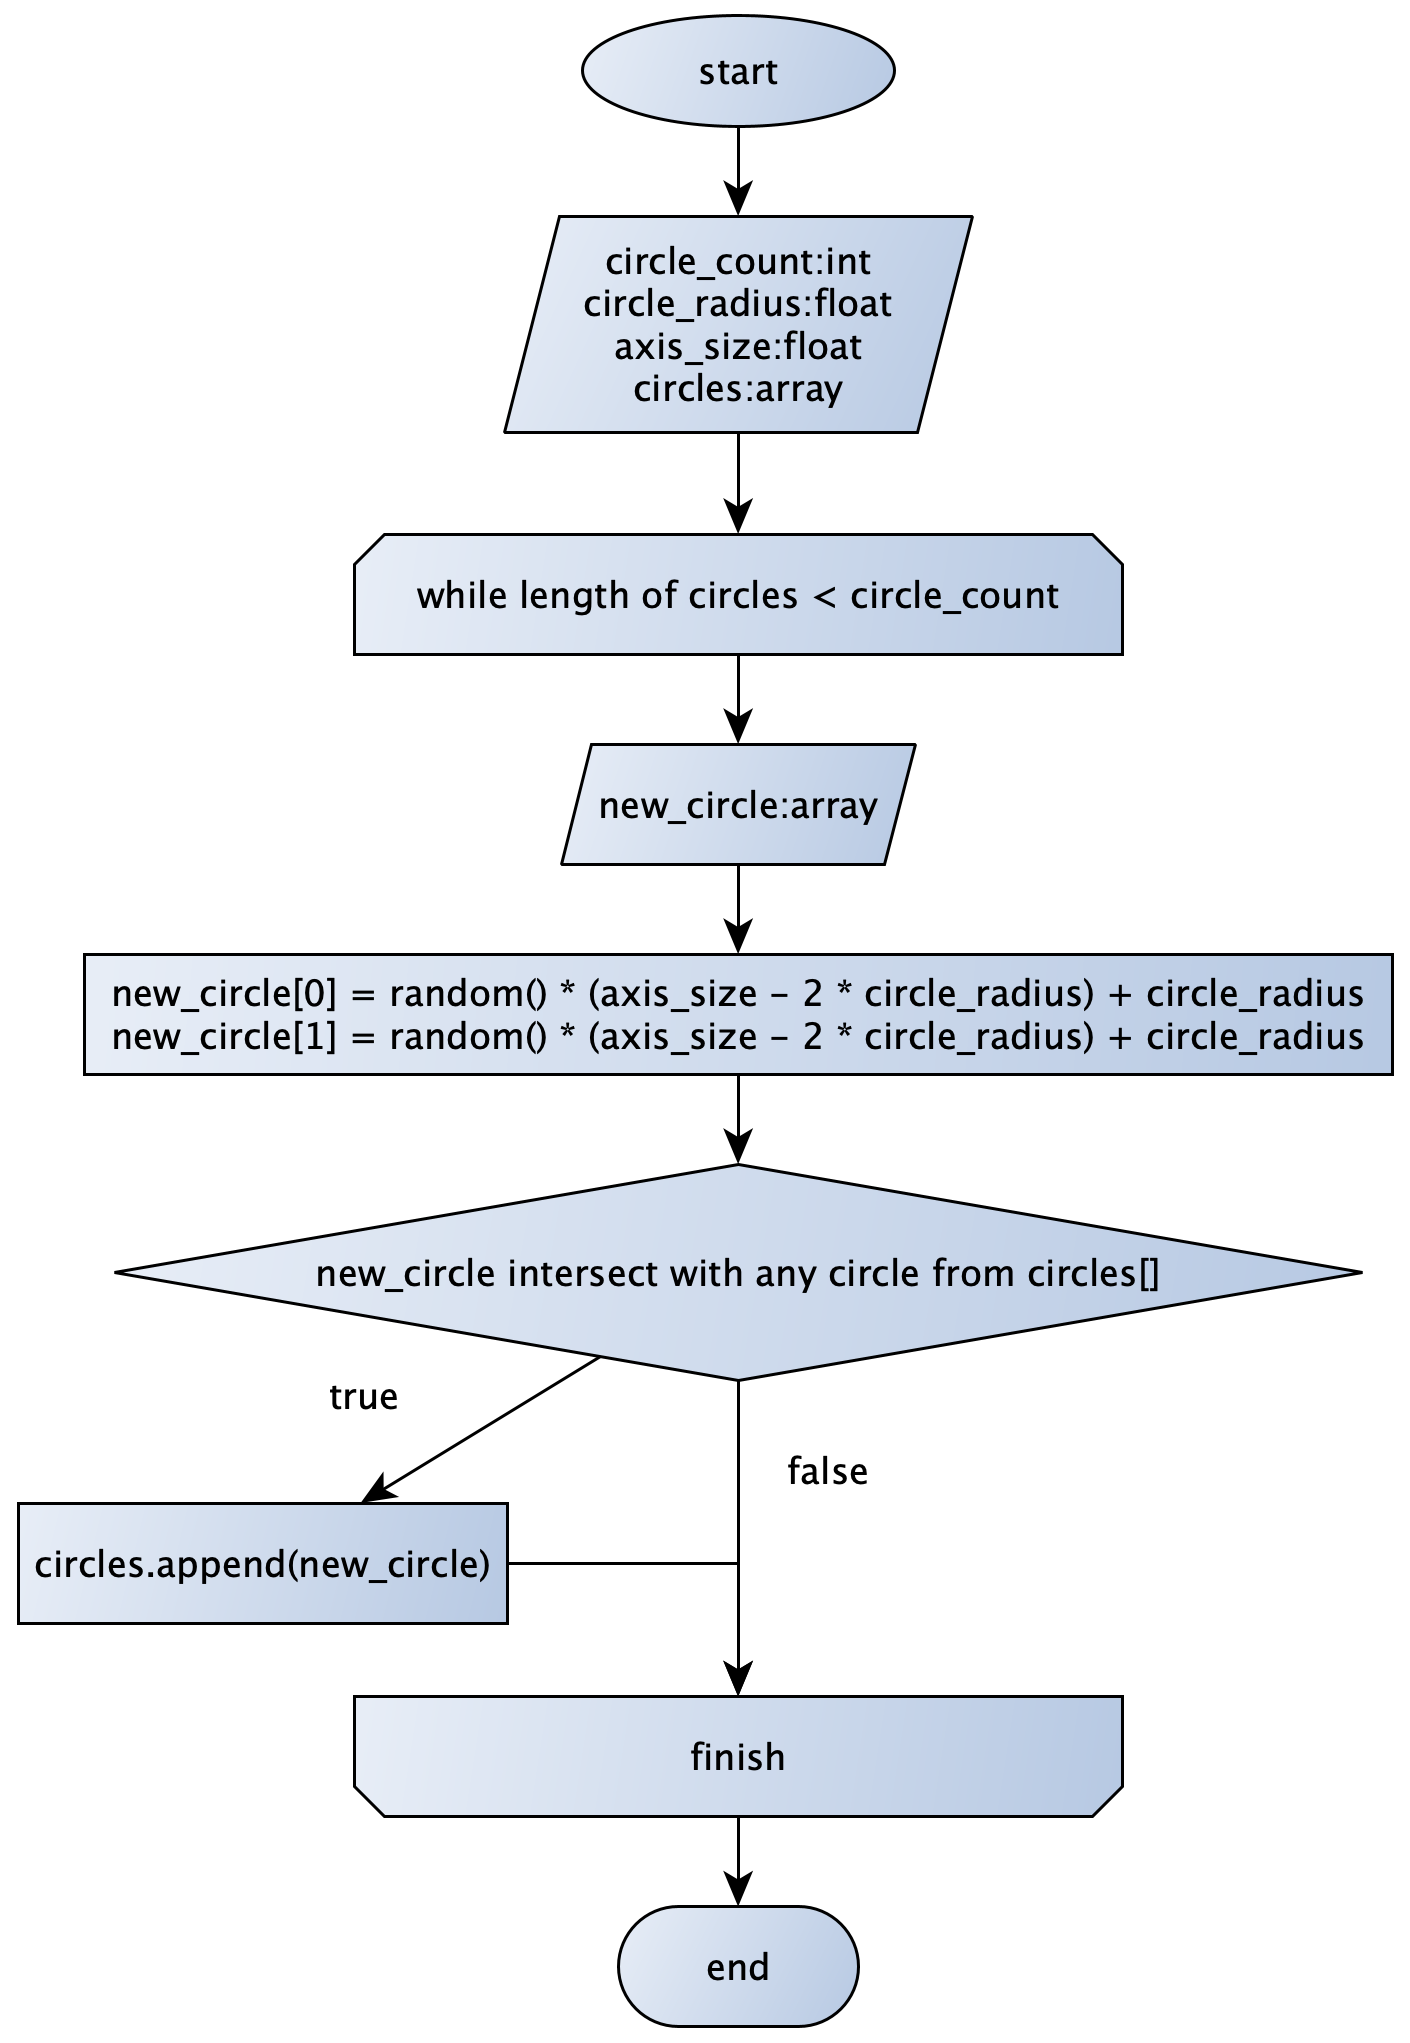 start
circle_count:int
circle_radius:float
axis_size:float
circles:array
while length of circles < circle_count
new_circle:array
new_circle[0] = random() * (axis_size – 2 * circle_radius) + circle_radius
new_circle[1] = random() * (axis_size – 2 * circle_radius) + circle_radius
new_circle intersect with any circle from circles[]
true
false
circles.append(new_circle)
finish
end